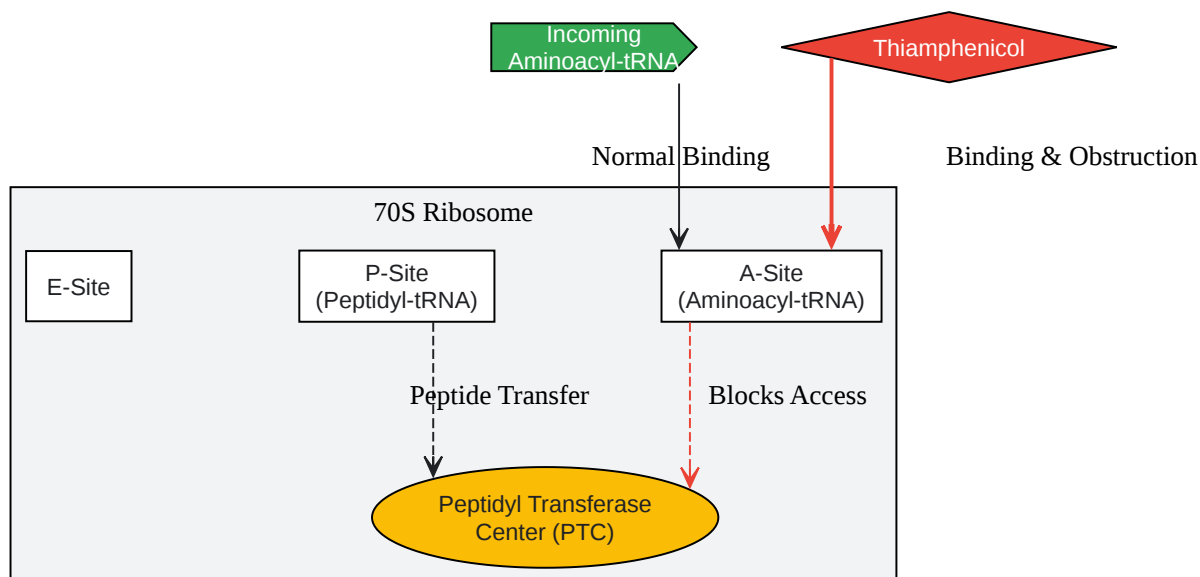 Incoming
Aminoacyl-tRNA
Thiamphenicol
Normal Binding
Binding & Obstruction
70S Ribosome
E-Site
P-Site
(Peptidyl-tRNA)
A-Site
(Aminoacyl-tRNA)
Peptide Transfer
Blocks Access
Peptidyl Transferase
Center (PTC)